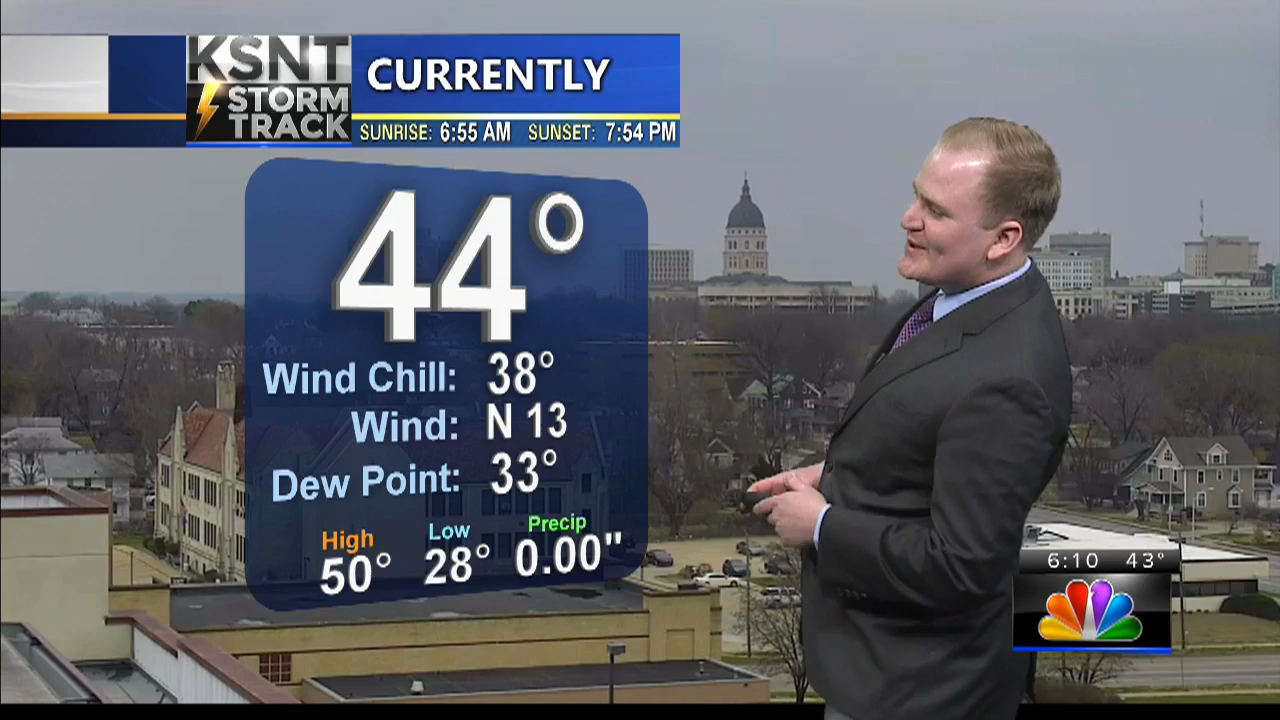 KSNT
STORM
TRACK
CURRENTLY
SUNRISE: 6:55 AM SUNSET: 7:54 PM
44°
Wind Chill: 38°
Wind: N 13
Dew Point: 33°
High Low Precip
50° 28° 0.00"
6:10 43°